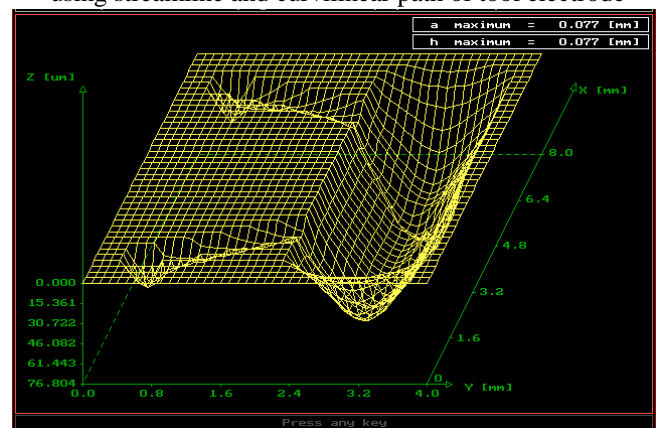 using streamline and curvilinear path of tool electrode
a maximum = 0.077 [mm]
h maximum = 0.077 [mm]
Z [um]
X [mm]
8.0
6.4
4.8
3.2
1.6
0
0.000
15.361
30.722
46.082
61.443
76.804
0.0 0.8 1.6 2.4 3.2 4.0
Y [mm]
Press any key